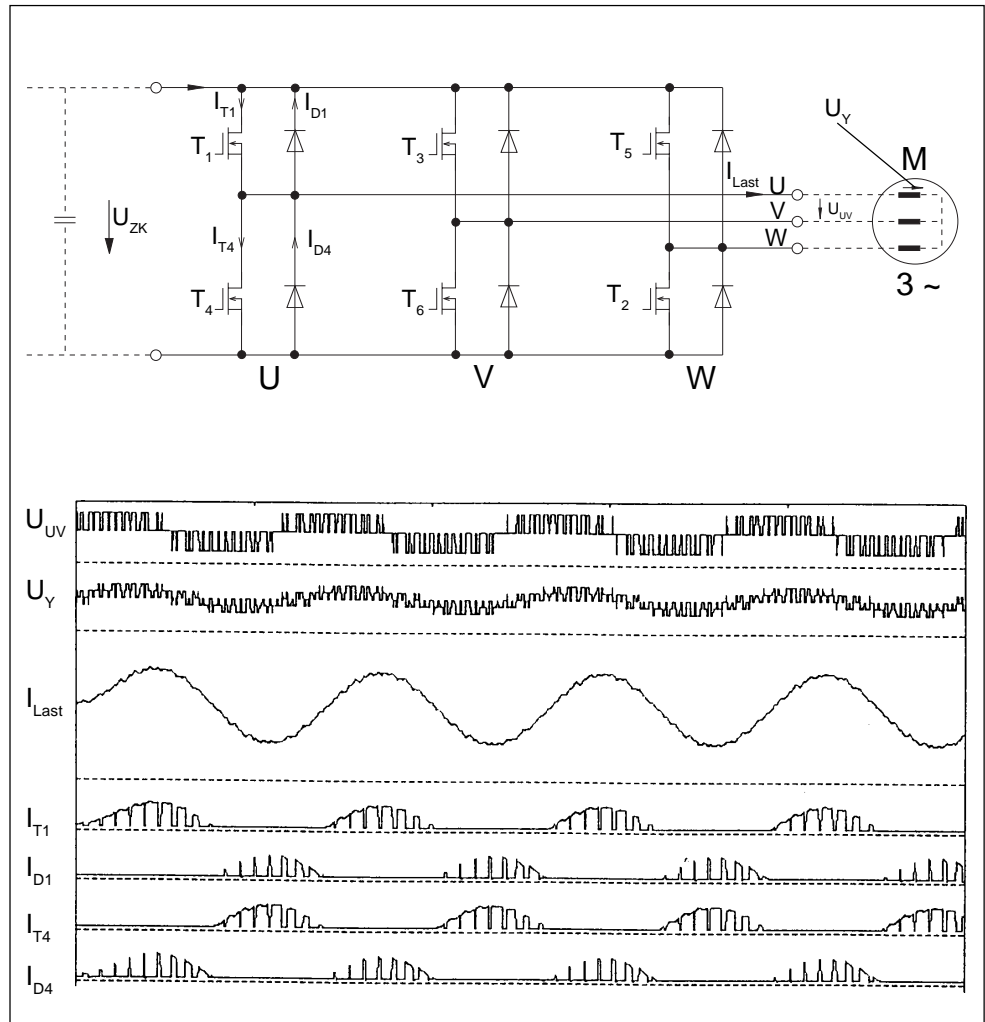 I_T1 I_D1
T_1 T_3 T_5
U_Y
M
I_Last U
V U_UV
W
U_ZK
I_T4 I_D4
T_4 T_6 T_2
3 ~
U V W
U_UV
U_Y
I_Last
I_T1
I_D1
I_T4
I_D4